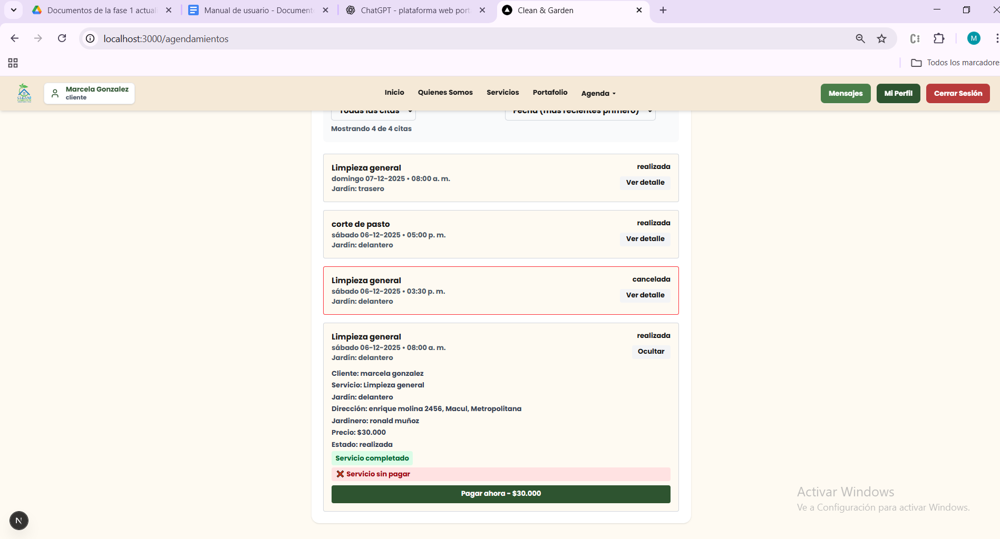 Documentos de la fase 1 actual
Manual de usuario - Document
ChatGPT - plataforma web port
Clean & Garden
localhost:3000/agendamientos
M
Todos los marcadores
CLEAN &
GARDEN
Marcela Gonzalez
cliente
Inicio
Quienes Somos
Servicios
Portafolio
Agenda
Mensajes
Mi Perfil
Cerrar Sesión
Todas las citas
Fecha (más recientes primero)
Mostrando 4 de 4 citas
Limpieza general
realizada
domingo 07-12-2025 • 08:00 a. m.
Ver detalle
Jardín: trasero
corte de pasto
realizada
sábado 06-12-2025 • 05:00 p. m.
Ver detalle
Jardín: delantero
Limpieza general
cancelada
sábado 06-12-2025 • 03:30 p. m.
Ver detalle
Jardín: delantero
Limpieza general
realizada
sábado 06-12-2025 • 08:00 a. m.
Ocultar
Jardín: delantero
Cliente: marcela gonzalez
Servicio: Limpieza general
Jardín: delantero
Dirección: enrique molina 2456, Macul, Metropolitana
Jardinero: ronald muñoz
Precio: $30.000
Estado: realizada
Servicio completado
❌ Servicio sin pagar
Pagar ahora - $30.000
Activar Windows
Ve a Configuración para activar Windows.
N